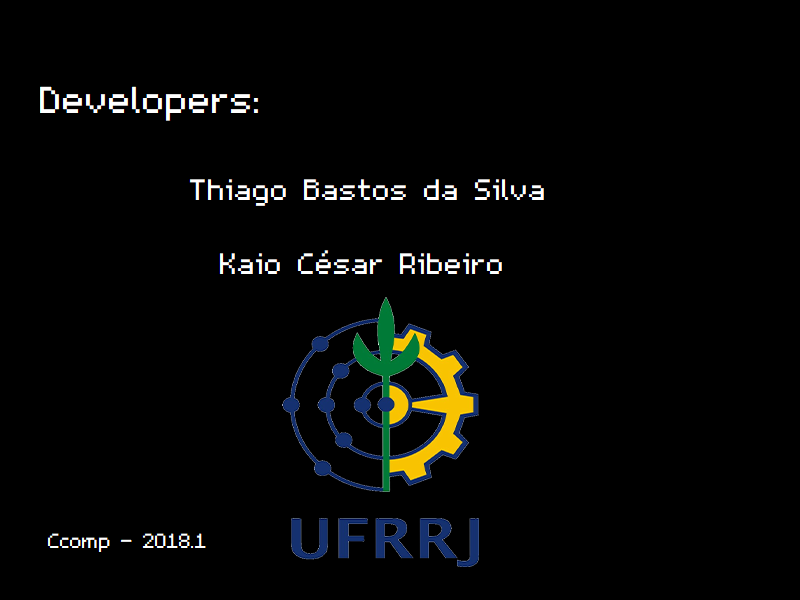 Developers:
Thiago Bastos da Silva
Kaio César Ribeiro
UFRRJ
Ccomp - 2018.1